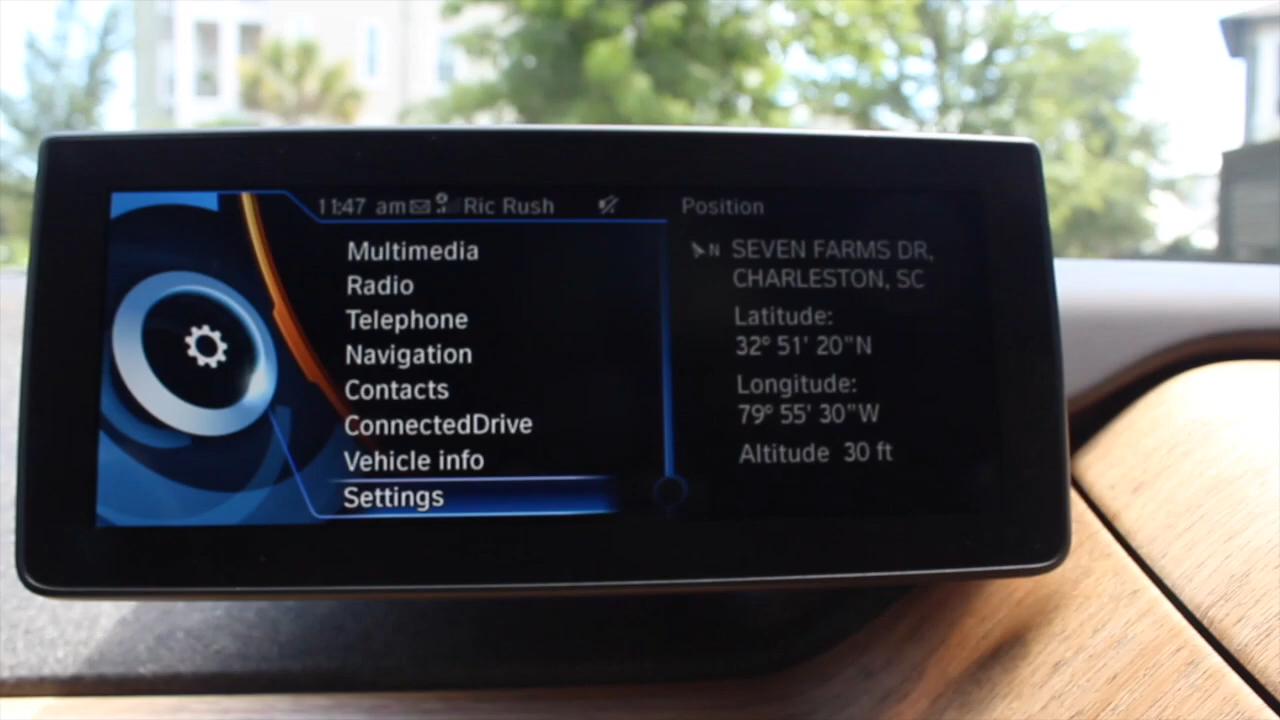 11:47 am Ric Rush
Multimedia
Radio
Telephone
Navigation
Contacts
ConnectedDrive
Vehicle info
Settings
Position
N SEVEN FARMS DR,
CHARLESTON, SC
Latitude:
32° 51' 20"N
Longitude:
79° 55' 30"W
Altitude 30 ft